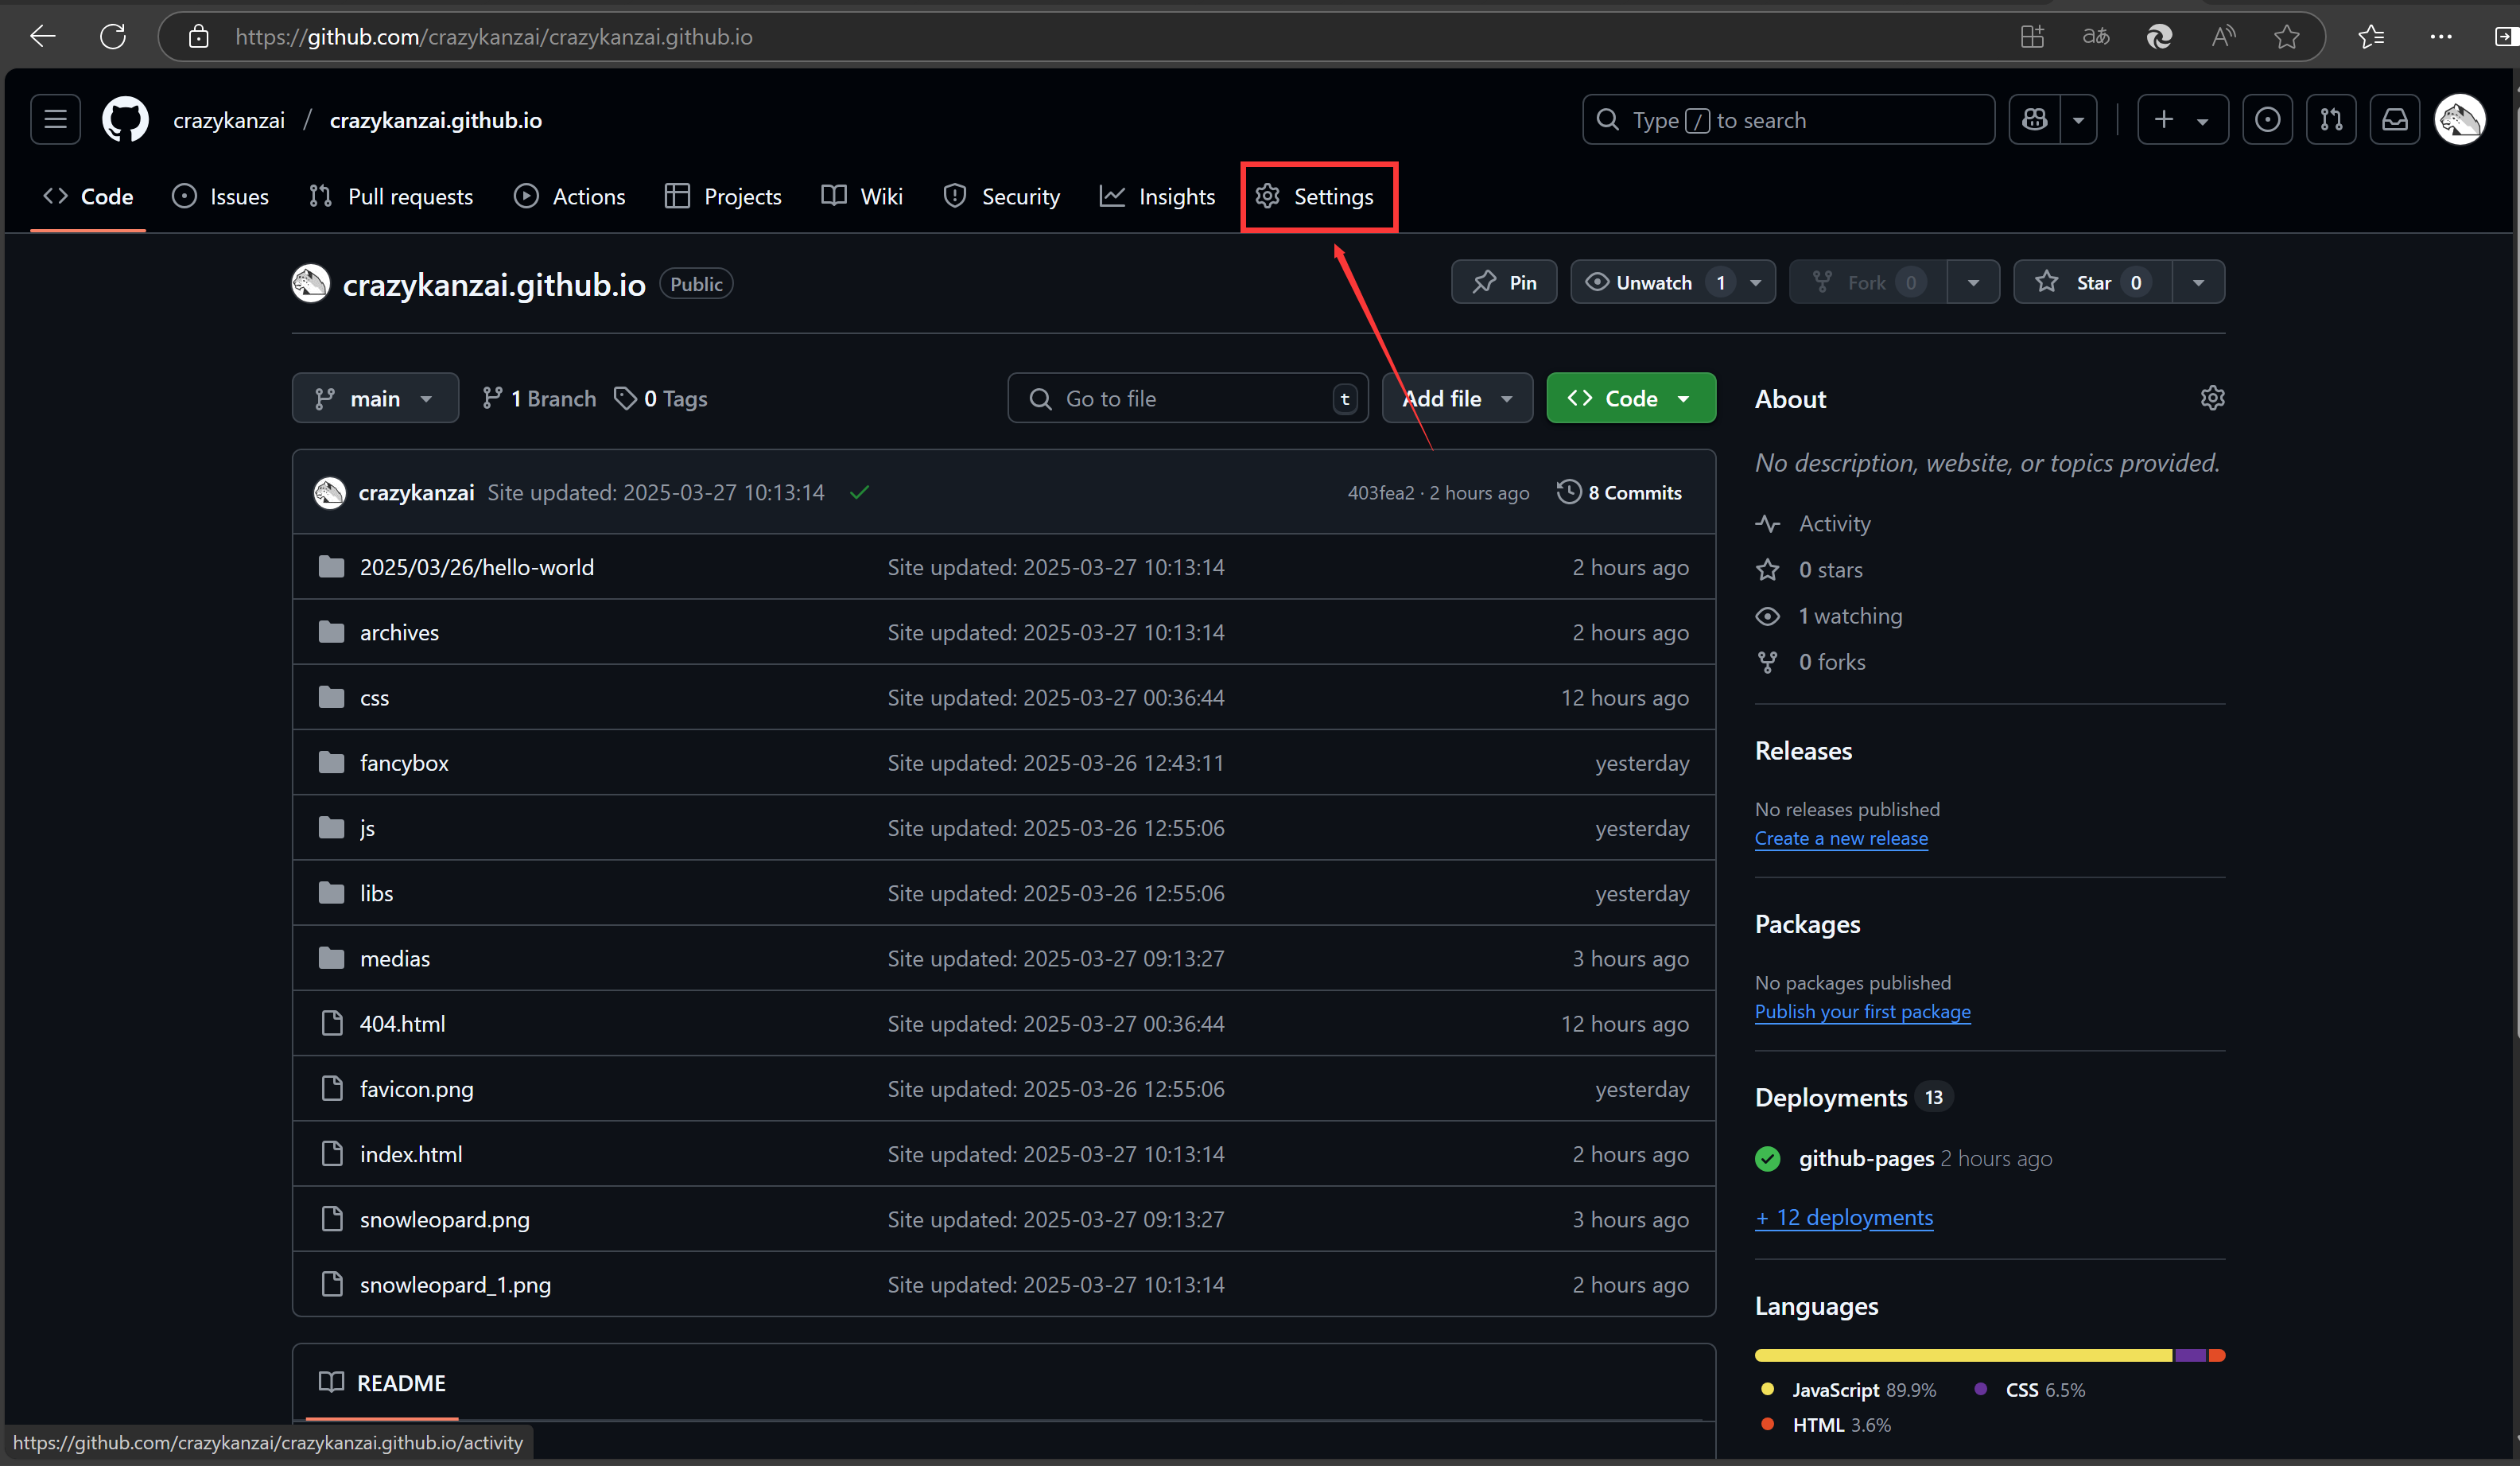 https://github.com/crazykanzai/crazykanzai.github.io
crazykanzai / crazykanzai.github.io
Type / to search
Code Issues Pull requests Actions Projects Wiki Security Insights Settings
crazykanzai.github.io Public
Pin Unwatch 1 Fork 0 Star 0
main 1 Branch 0 Tags Go to file t Add file Code
crazykanzai Site updated: 2025-03-27 10:13:14 403fea2 · 2 hours ago 8 Commits
2025/03/26/hello-world Site updated: 2025-03-27 10:13:14 2 hours ago
archives Site updated: 2025-03-27 10:13:14 2 hours ago
css Site updated: 2025-03-27 00:36:44 12 hours ago
fancybox Site updated: 2025-03-26 12:43:11 yesterday
js Site updated: 2025-03-26 12:55:06 yesterday
libs Site updated: 2025-03-26 12:55:06 yesterday
medias Site updated: 2025-03-27 09:13:27 3 hours ago
404.html Site updated: 2025-03-27 00:36:44 12 hours ago
favicon.png Site updated: 2025-03-26 12:55:06 yesterday
index.html Site updated: 2025-03-27 10:13:14 2 hours ago
snowleopard.png Site updated: 2025-03-27 09:13:27 3 hours ago
snowleopard_1.png Site updated: 2025-03-27 10:13:14 2 hours ago
README
About
No description, website, or topics provided.
Activity
0 stars
1 watching
0 forks
Releases
No releases published
Create a new release
Packages
No packages published
Publish your first package
Deployments 13
github-pages 2 hours ago
+ 12 deployments
Languages
JavaScript 89.9% CSS 6.5%
HTML 3.6%
https://github.com/crazykanzai/crazykanzai.github.io/activity